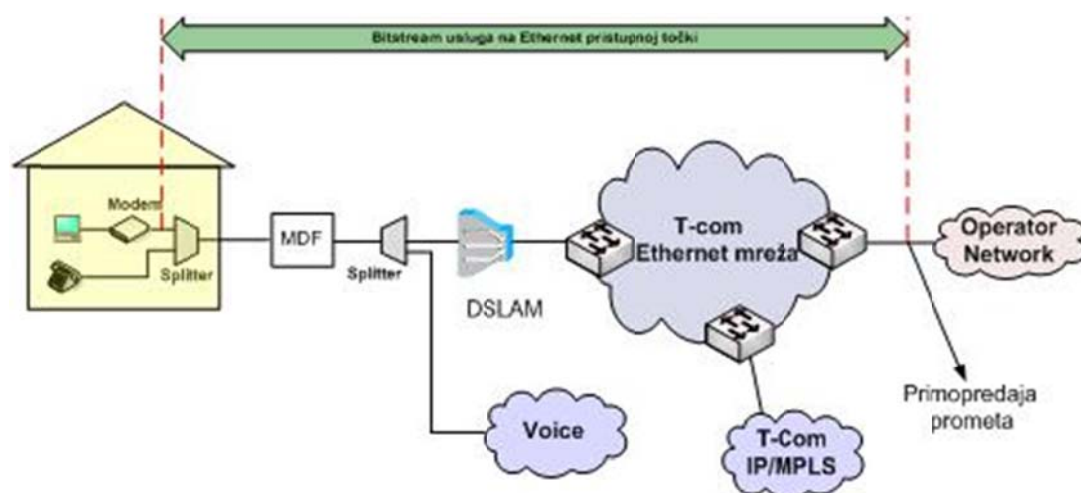 Bitstream usluga na Ethernet pristupnoj točki
Modem
Splitter
MDF
Splitter
DSLAM
T-com
Ethernet mreža
Operator
Network
Voice
T-Com
IP/MPLS
Primopredaja
prometa